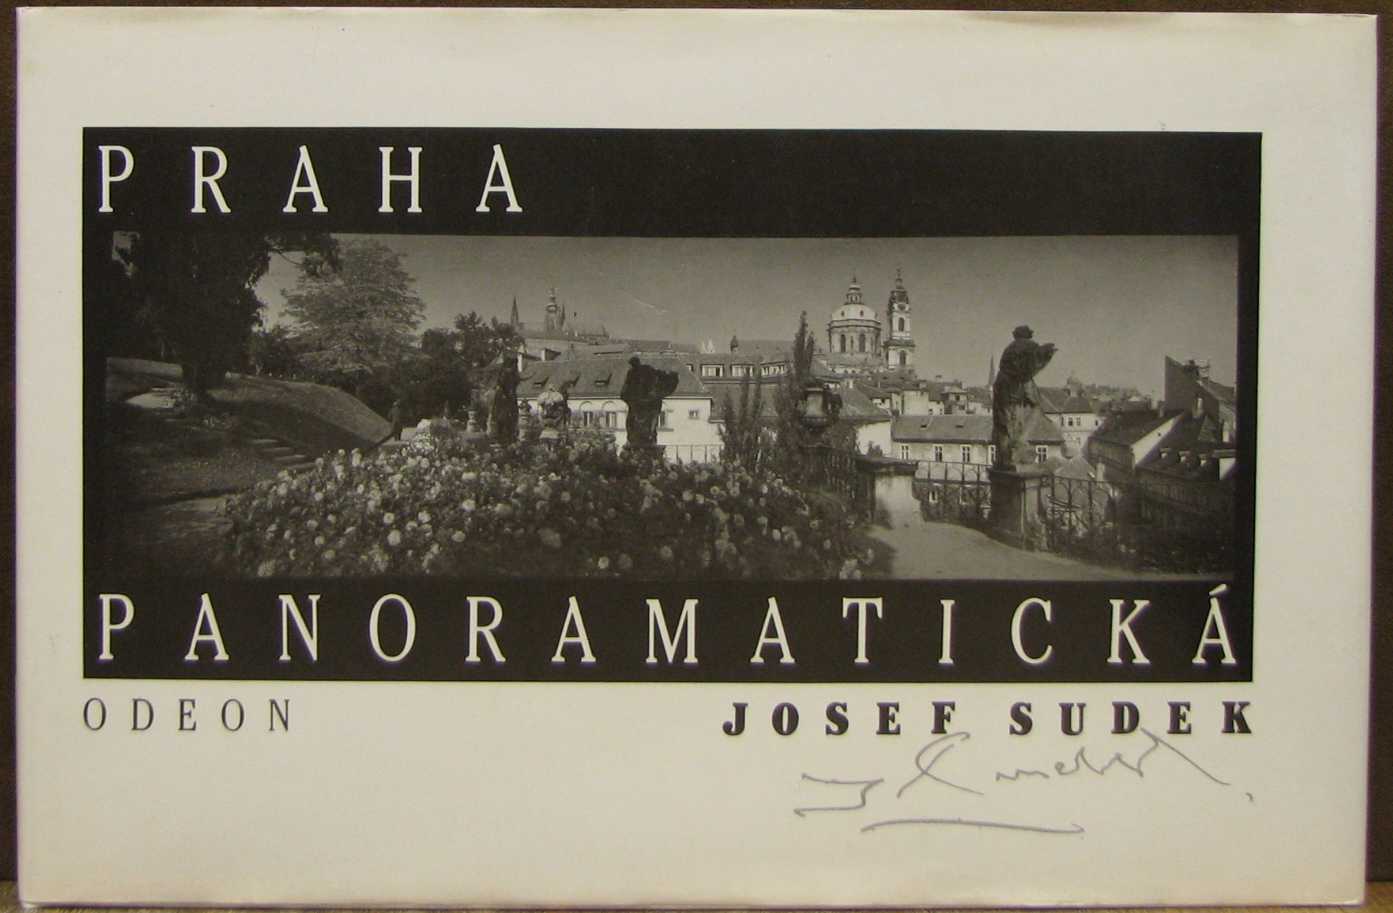 PRAHA
PANORAMATICKÁ
ODEON
JOSEF SUDEK